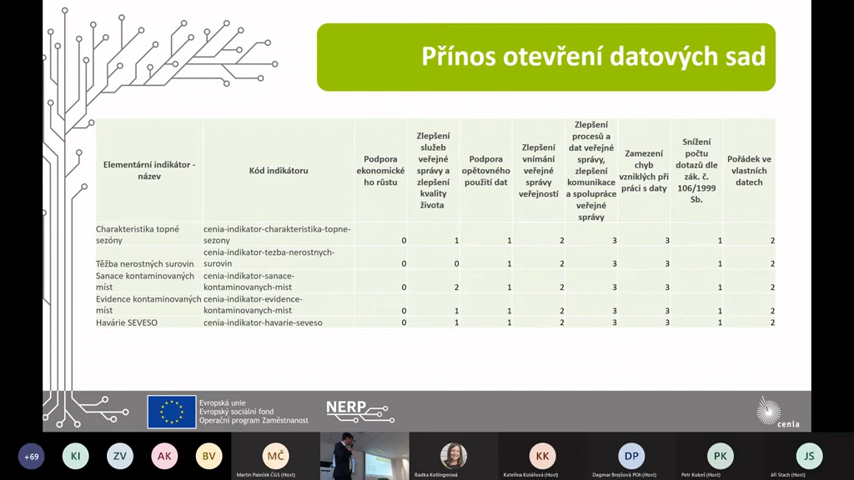 Přínos otevření datových sad
Elementární indikátor -
název
Kód indikátoru
Podpora
ekonomické
ho růstu
Zlepšení
služeb
veřejné
správy a
zlepšení
kvality
života
Podpora
opětovného
použití dat
Zlepšení
vnímání
veřejné
správy
veřejností
Zlepšení
procesů a
dat veřejné
správy,
zlepšení
komunikace
a spolupráce
veřejné
správy
Zamezení
chyb
vzniklých při
práci s daty
Snížení
počtu
dotazů dle
zák. č.
106/1999
Sb.
Pořádek ve
vlastních
datech
Charakteristika topné
sezóny
cenia-indikator-charakteristika-topne-
sezony
0 1 1 2 3 3 1 2
Těžba nerostných surovin
cenia-indikator-tezba-nerostnych-
surovin
0 0 1 2 3 3 1 2
Sanace kontaminovaných
míst
cenia-indikator-sanace-
kontaminovanych-mist
0 2 1 2 3 3 1 2
Evidence kontaminovaných
míst
cenia-indikator-evidence-
kontaminovanych-mist
0 1 1 2 3 3 1 2
Havárie SEVESO
cenia-indikator-havarie-seveso
0 1 1 2 3 3 1 2
Evropská unie
Evropský sociální fond
Operační program Zaměstnanost
NERP
cenia
+69
KI
ZV
AK
BV
MČ
Martin Paleček ČGS (Host)
Radka Kollingerová
KK
Kateřina Kolářová (Host)
DP
Dagmar Brejšová POh (Host)
PK
Petr Kokeš (Host)
JS
Jiří Stach (Host)